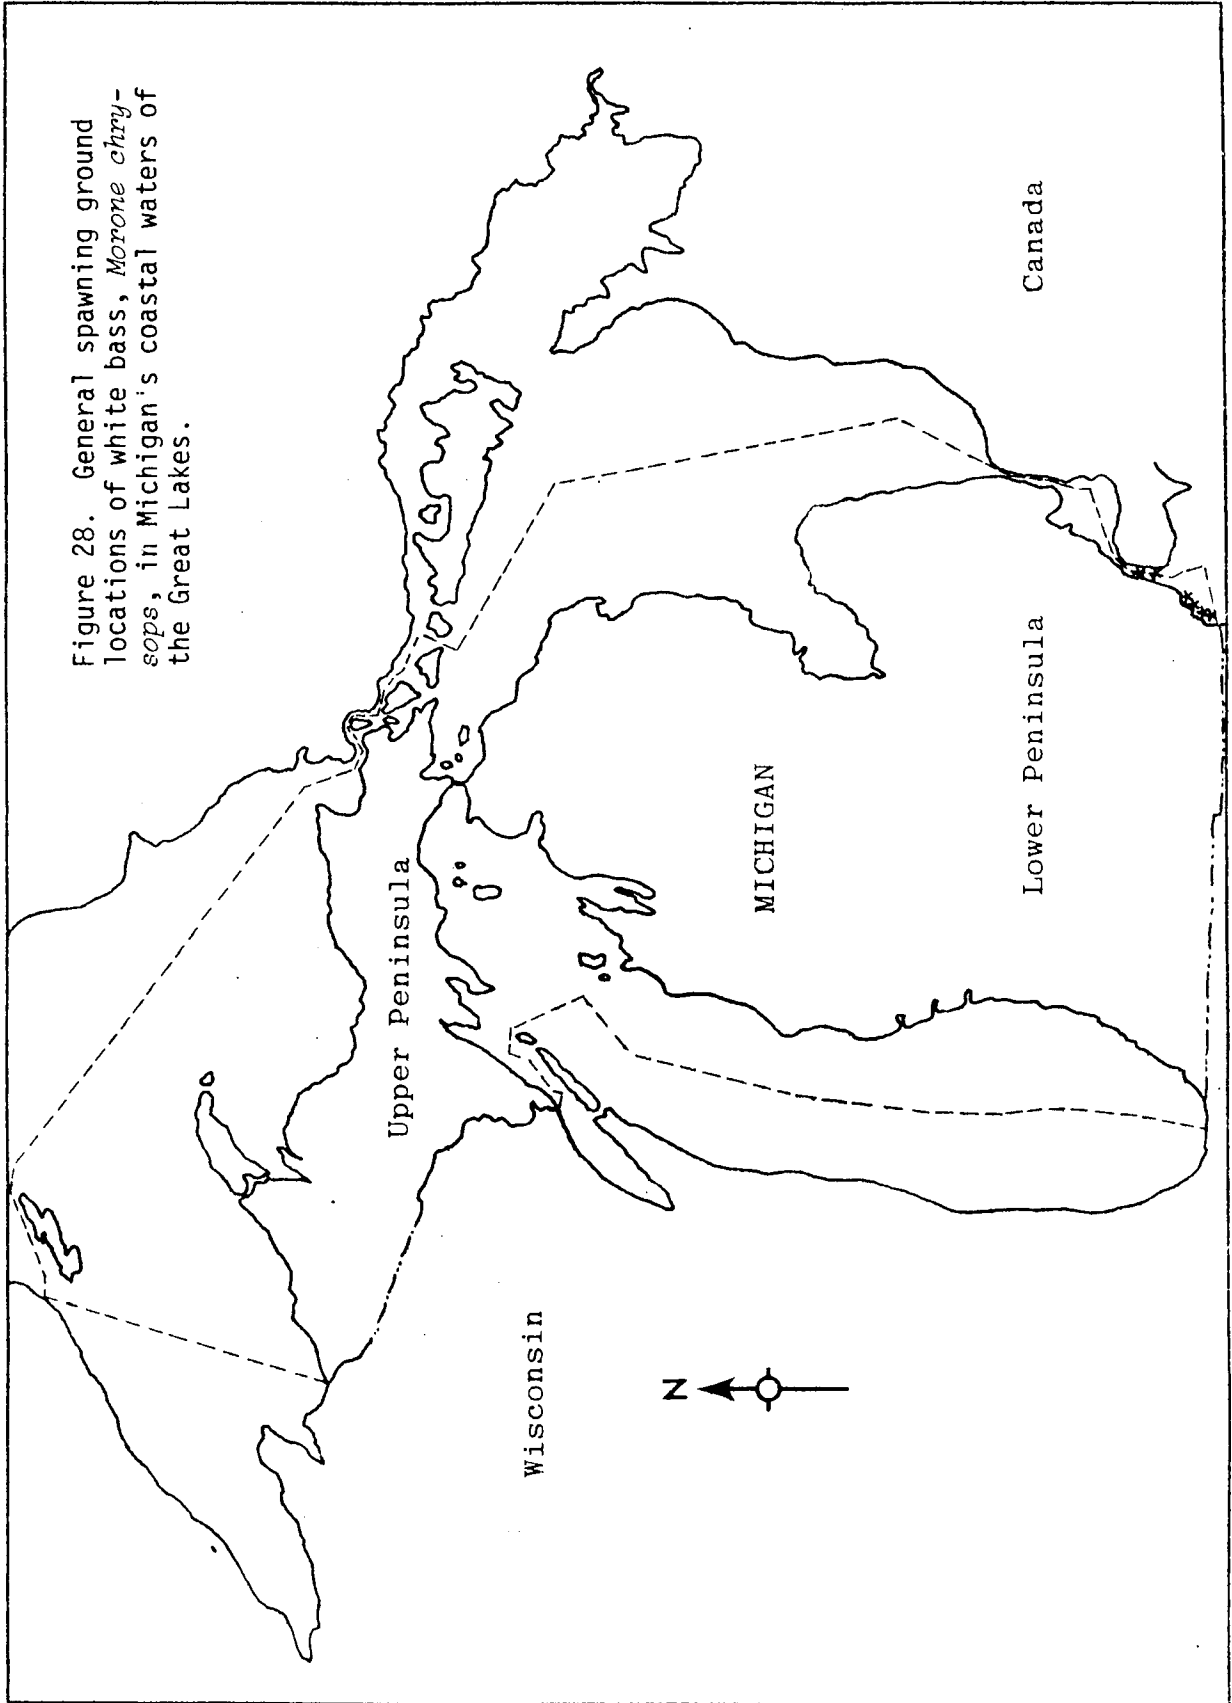 Figure 28. General spawning ground
locations of white bass, Morone chry-
sops, in Michigan's coastal waters of
the Great Lakes.
Upper Peninsula
Wisconsin
N
MICHIGAN
Lower Peninsula
Canada